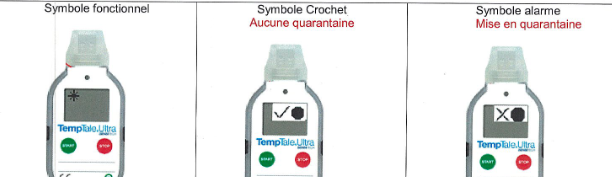 Symbole fonctionnel
Symbole Crochet
Aucune quarantaine
Symbole alarme
Mise en quarantaine
TempTale Ultra
START
STOP
TempTale Ultra
START
STOP
TempTale Ultra
START
STOP